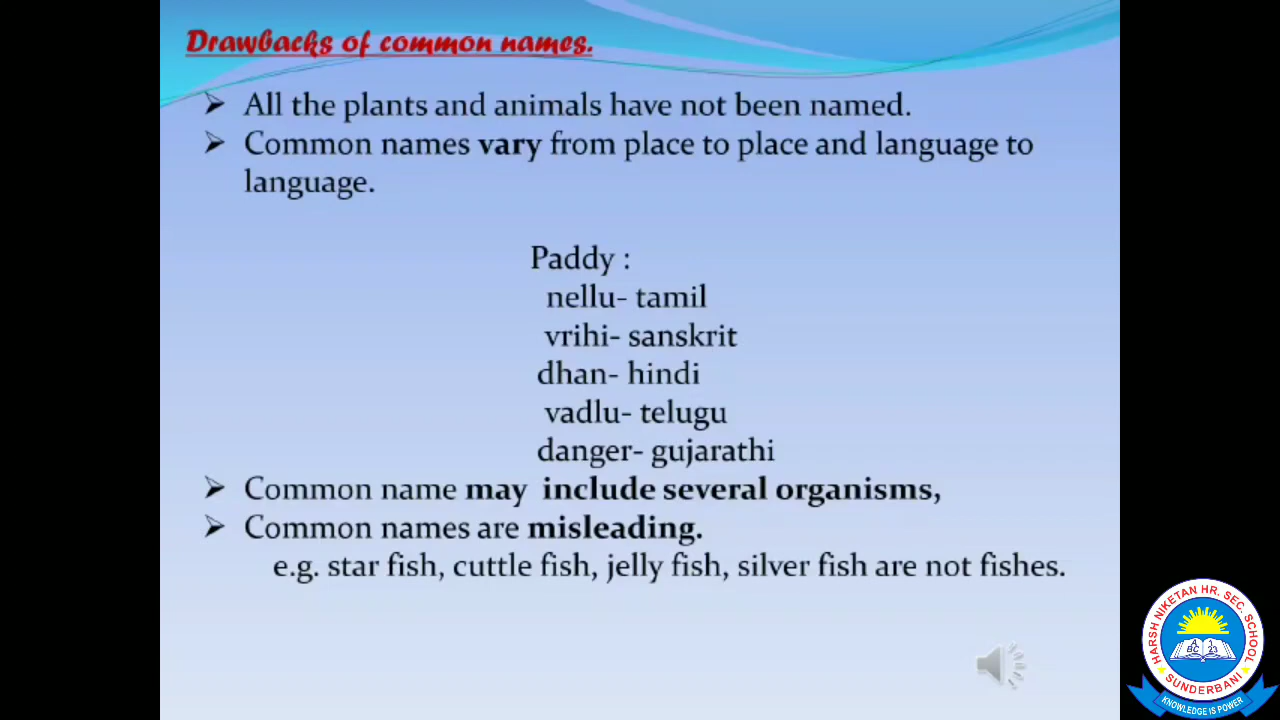 Drawbacks of common names.
➢ All the plants and animals have not been named.
➢ Common names vary from place to place and language to
language.
Paddy :
nellu- tamil
vrihi- sanskrit
dhan- hindi
vadlu- telugu
danger- gujarathi
➢ Common name may include several organisms,
➢ Common names are misleading.
e.g. star fish, cuttle fish, jelly fish, silver fish are not fishes.
HARSH NIKETAN HR. SEC. SCHOOL
SUNDERBANI
KNOWLEDGE IS POWER